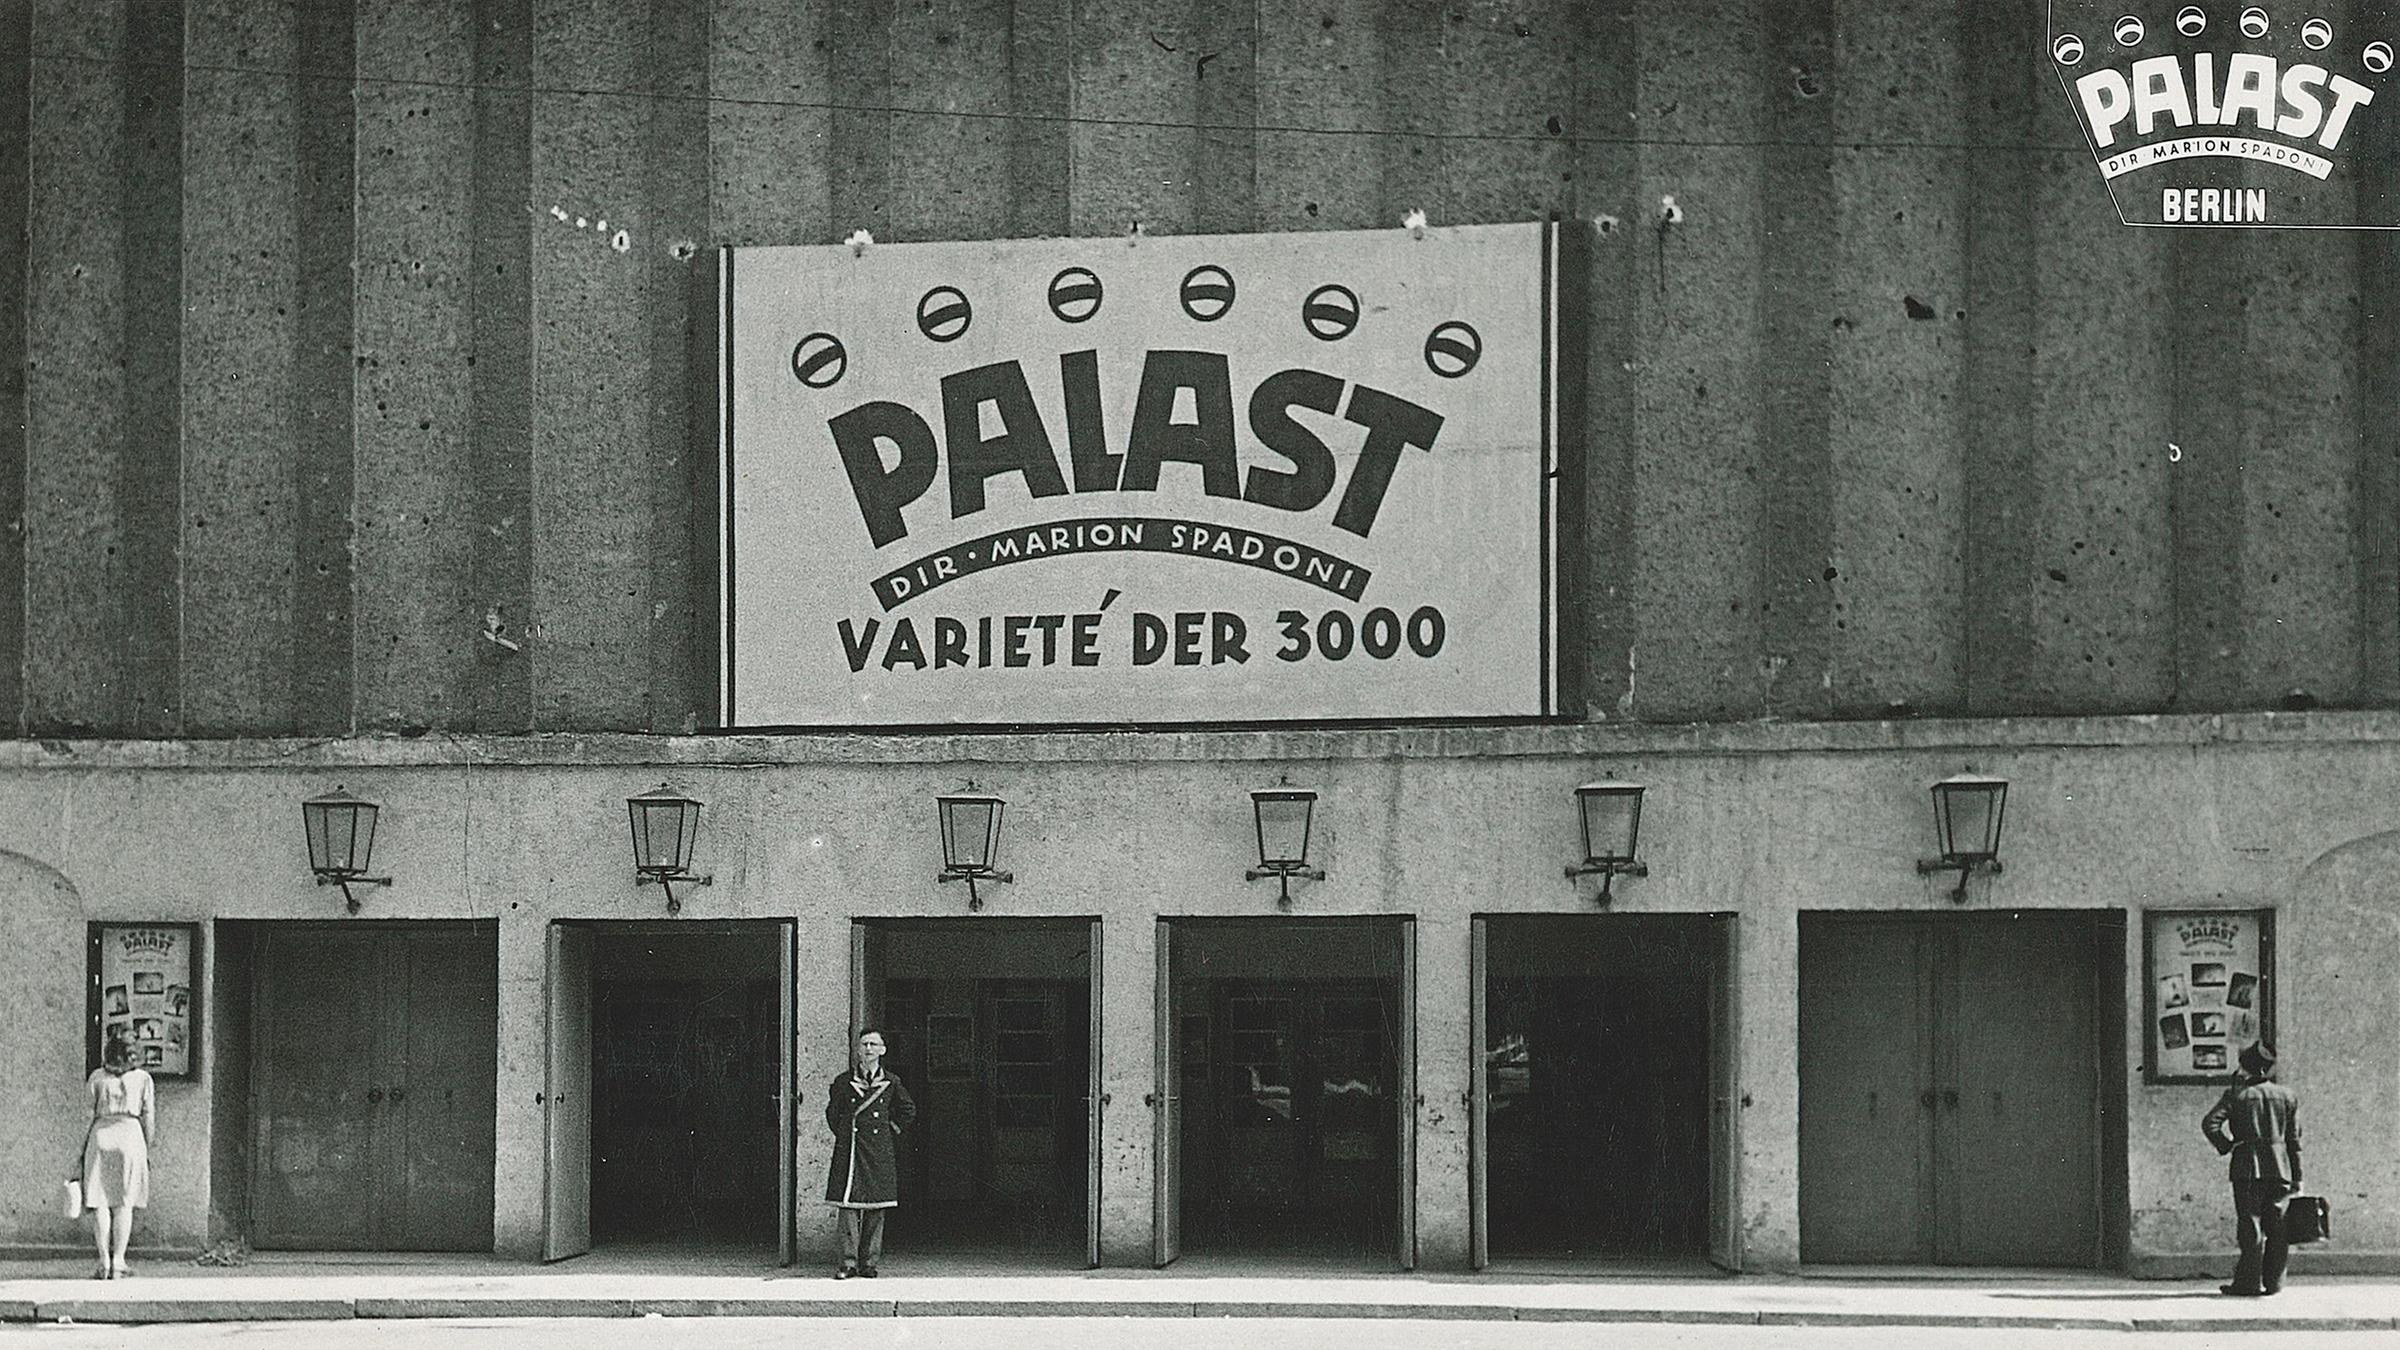 PALAST
DIR · MARION SPADONI
BERLIN
PALAST
DIR · MARION SPADONI
VARIETÉ DER 3000
PALAST
PALAST